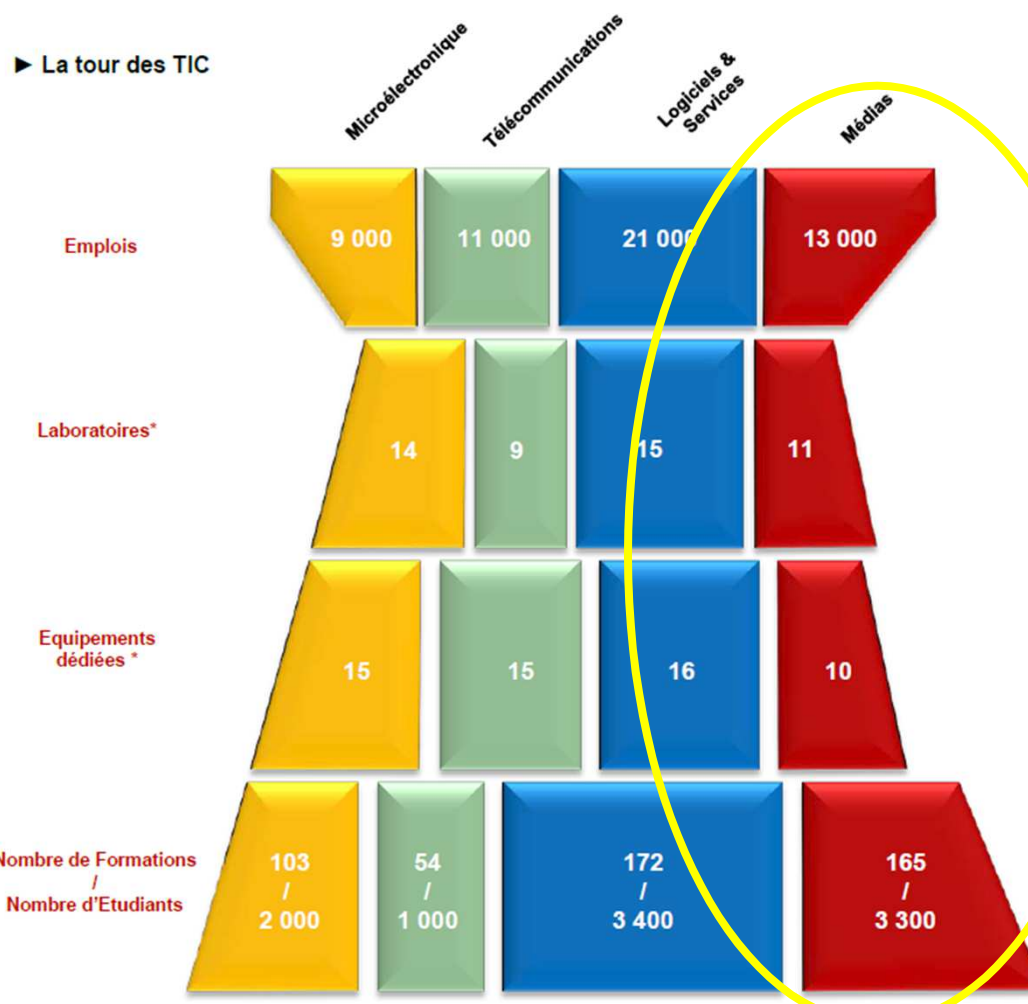 ► La tour des TIC
Microélectronique
Télécommunications
Logiciels &
Services
Médias
Emplois
9 000
11 000
21 000
13 000
Laboratoires*
14
9
15
11
Equipements
dédiées *
15
15
16
10
Nombre de Formations
/
Nombre d'Etudiants
103
/
2 000
54
/
1 000
172
/
3 400
165
/
3 300